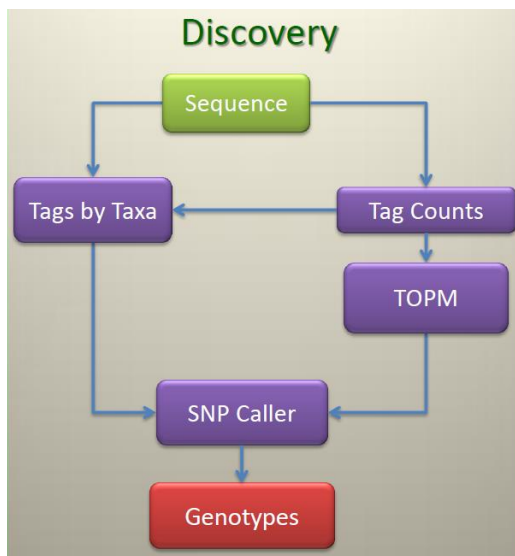 Discovery
Sequence
Tags by Taxa
Tag Counts
TOPM
SNP Caller
Genotypes